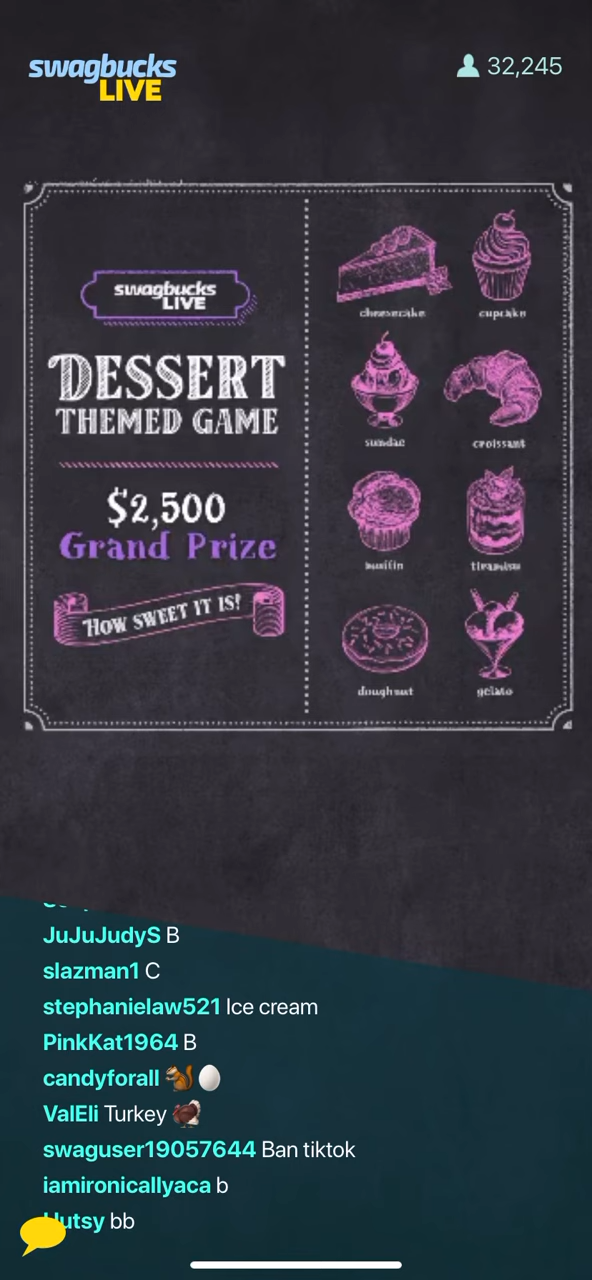 swagbucks
LIVE
32,245
swagbucks
LIVE
DESSERT
THEMED GAME
$2,500
Grand Prize
HOW SWEET IT IS!
cheesecake
cupcake
sundae
croissant
muffin
tiramisu
doughnut
gelato
JuJuJudyS B
slazman1 C
stephanielaw521 Ice cream
PinkKat1964 B
candyforall 🐿️🥚
ValEli Turkey 🦃
swaguser19057644 Ban tiktok
iamironicallyaca b
bb